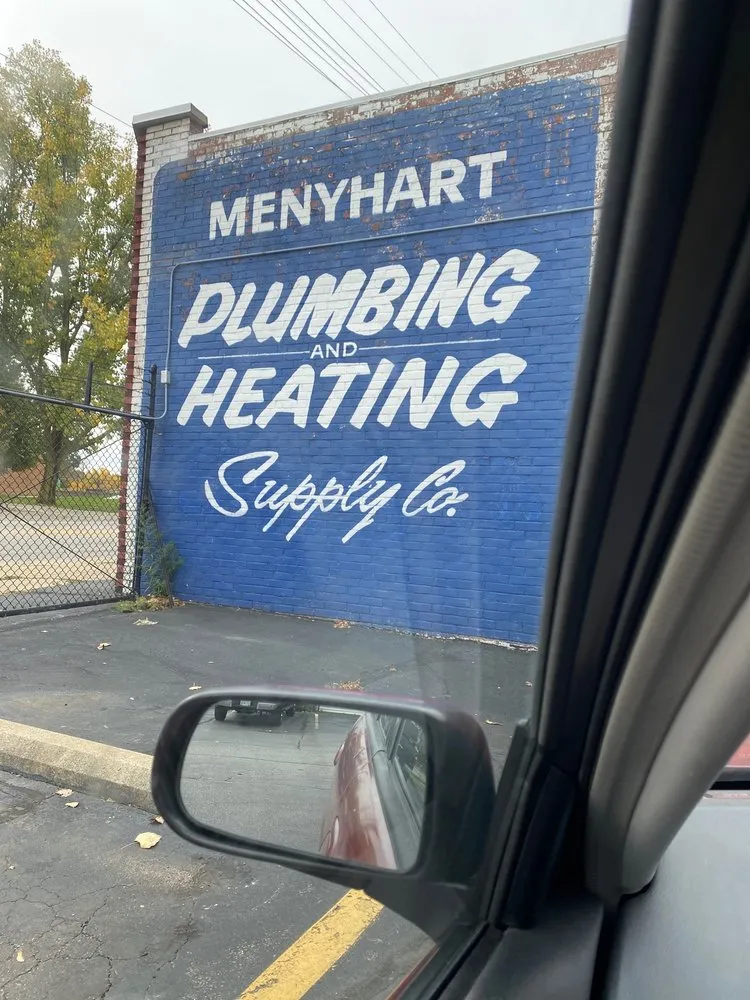 MENYHART
PLUMBING
AND
HEATING
Supply Co.